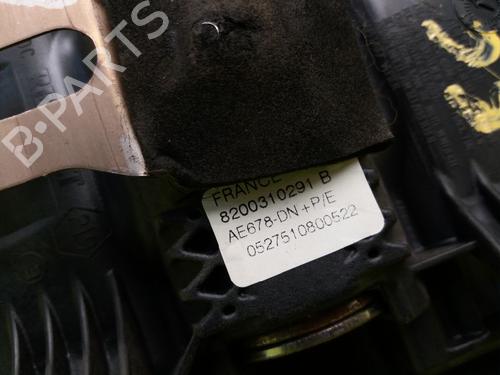 B-PARTS
FRANCE
8200310291 B
AE678-DN+P/E
0527510800522